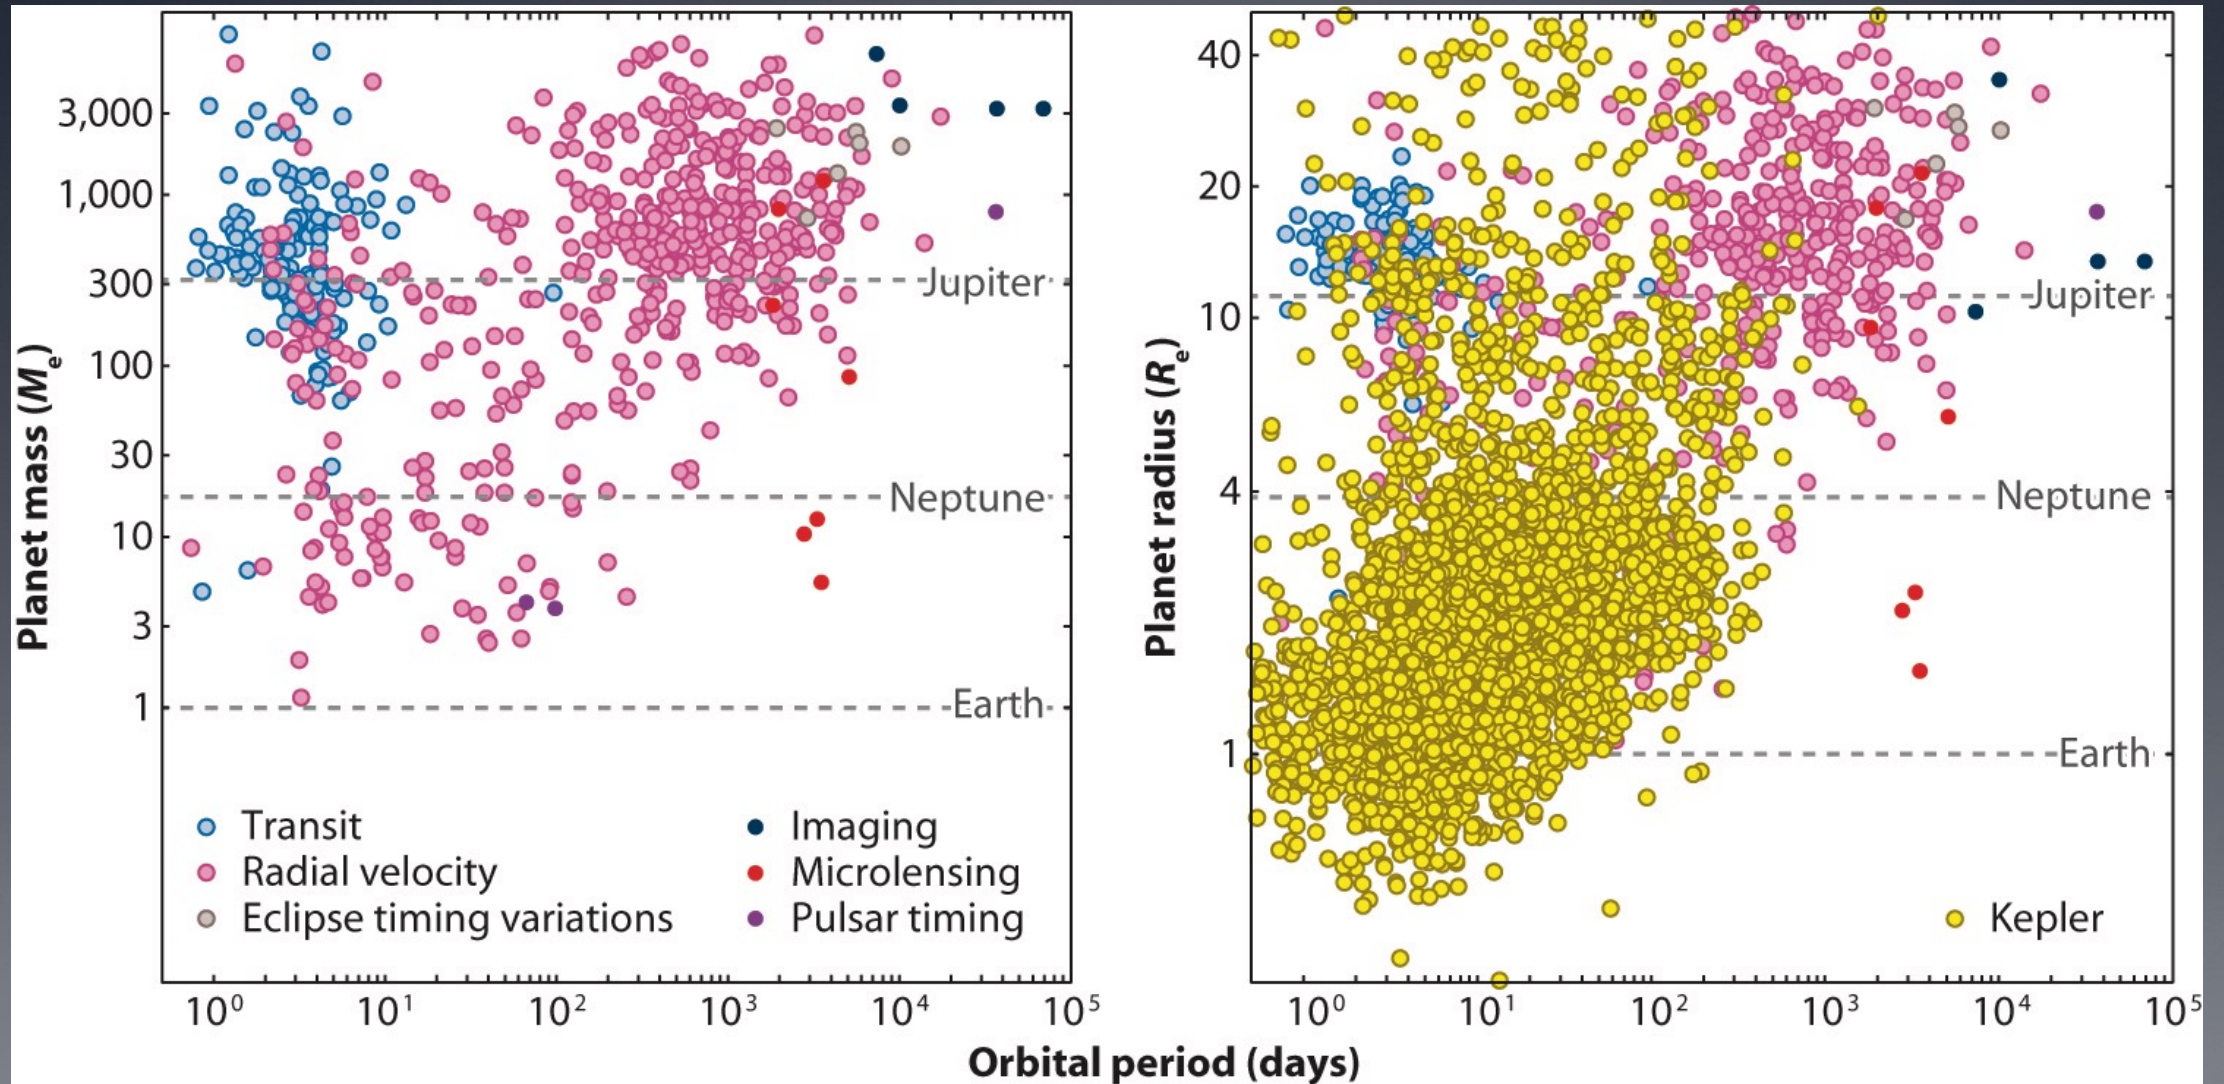 Planet mass (Mₑ)
3,000
1,000
300
100
30
10
3
1
Jupiter
Neptune
Earth
Transit
Radial velocity
Eclipse timing variations
Imaging
Microlensing
Pulsar timing
10⁰
10¹
10²
10³
10⁴
10⁵
Planet radius (Rₑ)
40
20
10
4
1
Jupiter
Neptune
Earth
Kepler
10⁰
10¹
10²
10³
10⁴
10⁵
Orbital period (days)